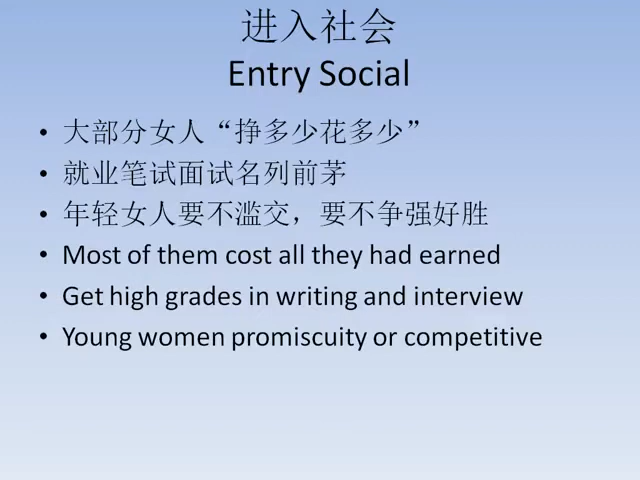 进入社会
Entry Social
• 大部分女人“挣多少花多少”
• 就业笔试面试名列前茅
• 年轻女人要不滥交，要不争强好胜
• Most of them cost all they had earned
• Get high grades in writing and interview
• Young women promiscuity or competitive